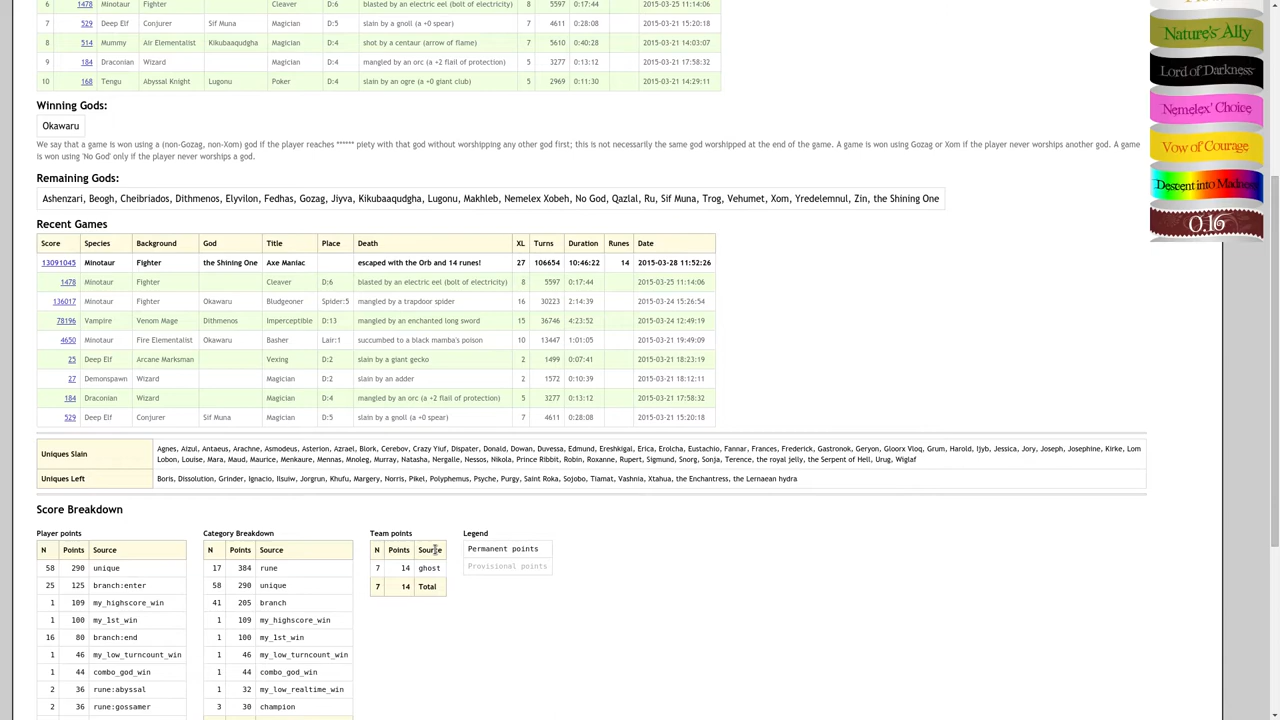 6 1478 Minotaur Fighter Cleaver D:6 blasted by an electric eel (bolt of electricity) 8 5597 0:17:44 2015-03-25 11:14:06
7 529 Deep Elf Conjurer Sif Muna Magician D:5 slain by a gnoll (a +0 spear) 7 4611 0:28:08 2015-03-21 15:20:18
8 514 Mummy Air Elementalist Kikubaaqudgha Magician D:4 shot by a centaur (arrow of flame) 7 5610 0:40:28 2015-03-21 14:03:07
9 184 Draconian Wizard Magician D:4 mangled by an orc (a +2 flail of protection) 5 3277 0:13:12 2015-03-21 17:58:32
10 168 Tengu Abyssal Knight Lugonu Poker D:4 slain by an ogre (a +0 giant club) 5 2969 0:11:30 2015-03-21 14:29:11
Nature's Ally
Lord of Darkness
Nemelex' Choice
Vow of Courage
Descent into Madness
0.16
Winning Gods:
Okawaru
We say that a game is won using a (non-Gozag, non-Xom) god if the player reaches ****** piety with that god without worshipping any other god first; this is not necessarily the same god worshipped at the end of the game. A game is won using Gozag or Xom if the player never worships another god. A game
is won using 'No God' only if the player never worships a god.
Remaining Gods:
Ashenzari, Beogh, Cheibriados, Dithmenos, Elyvilon, Fedhas, Gozag, Jiyva, Kikubaaqudgha, Lugonu, Makhleb, Nemelex Xobeh, No God, Qazlal, Ru, Sif Muna, Trog, Vehumet, Xom, Yredelemnul, Zin, the Shining One
Recent Games
Score Species Background God Title Place Death XL Turns Duration Runes Date
13091045 Minotaur Fighter the Shining One Axe Maniac escaped with the Orb and 14 runes! 27 106654 10:46:22 14 2015-03-28 11:52:26
1478 Minotaur Fighter Cleaver D:6 blasted by an electric eel (bolt of electricity) 8 5597 0:17:44 2015-03-25 11:14:06
136017 Minotaur Fighter Okawaru Bludgeoner Spider:5 mangled by a trapdoor spider 16 30223 2:14:39 2015-03-24 15:26:54
78196 Vampire Venom Mage Dithmenos Imperceptible D:13 mangled by an enchanted long sword 15 36746 4:23:52 2015-03-24 12:49:19
4650 Minotaur Fire Elementalist Okawaru Basher Lair:1 succumbed to a black mamba's poison 10 13447 1:01:05 2015-03-21 19:49:09
25 Deep Elf Arcane Marksman Vexing D:2 slain by a giant gecko 2 1499 0:07:41 2015-03-21 18:23:19
27 Demonspawn Wizard Magician D:2 slain by an adder 2 1572 0:10:39 2015-03-21 18:12:11
184 Draconian Wizard Magician D:4 mangled by an orc (a +2 flail of protection) 5 3277 0:13:12 2015-03-21 17:58:32
529 Deep Elf Conjurer Sif Muna Magician D:5 slain by a gnoll (a +0 spear) 7 4611 0:28:08 2015-03-21 15:20:18
Uniques Slain Agnes, Aizul, Antaeus, Arachne, Asmodeus, Asterion, Azrael, Blork, Cerebov, Crazy Yiuf, Dispater, Donald, Dowan, Duvessa, Edmund, Ereshkigal, Erica, Erolcha, Eustachio, Fannar, Frances, Frederick, Gastronok, Geryon, Gloorx Vloq, Grum, Harold, Ijyb, Jessica, Jory, Joseph, Josephine, Kirke, Lom
Lobon, Louise, Mara, Maud, Maurice, Menkaure, Mennas, Mnoleg, Murray, Natasha, Nergalle, Nessos, Nikola, Prince Ribbit, Robin, Roxanne, Rupert, Sigmund, Snorg, Sonja, Terence, the royal jelly, the Serpent of Hell, Urug, Wiglaf
Uniques Left Boris, Dissolution, Grinder, Ignacio, Ilsuiw, Jorgrun, Khufu, Margery, Norris, Pikel, Polyphemus, Psyche, Purgy, Saint Roka, Sojobo, Tiamat, Vashnia, Xtahua, the Enchantress, the Lernaean hydra
Score Breakdown
Player points
N Points Source
58 290 unique
25 125 branch:enter
1 109 my_highscore_win
1 100 my_1st_win
16 80 branch:end
1 46 my_low_turncount_win
1 44 combo_god_win
2 36 rune:abyssal
2 36 rune:gossamer
Category Breakdown
N Points Source
17 384 rune
58 290 unique
41 205 branch
1 109 my_highscore_win
1 100 my_1st_win
1 46 my_low_turncount_win
1 44 combo_god_win
1 32 my_low_realtime_win
3 30 champion
Team points
N Points Source
7 14 ghost
7 14 Total
Legend
Permanent points
Provisional points